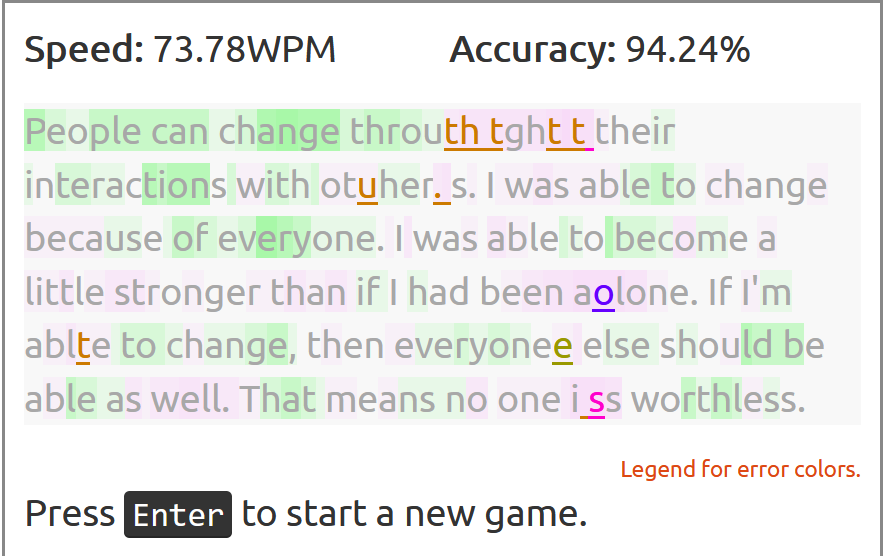 Speed: 73.78WPM Accuracy: 94.24%
People can change throuth tght t their
interactions with otuher. s. I was able to change
because of everyone. I was able to become a
little stronger than if I had been aolone. If I'm
ablte to change, then everyonee else should be
able as well. That means no one i ss worthless.
Legend for error colors.
Press Enter to start a new game.